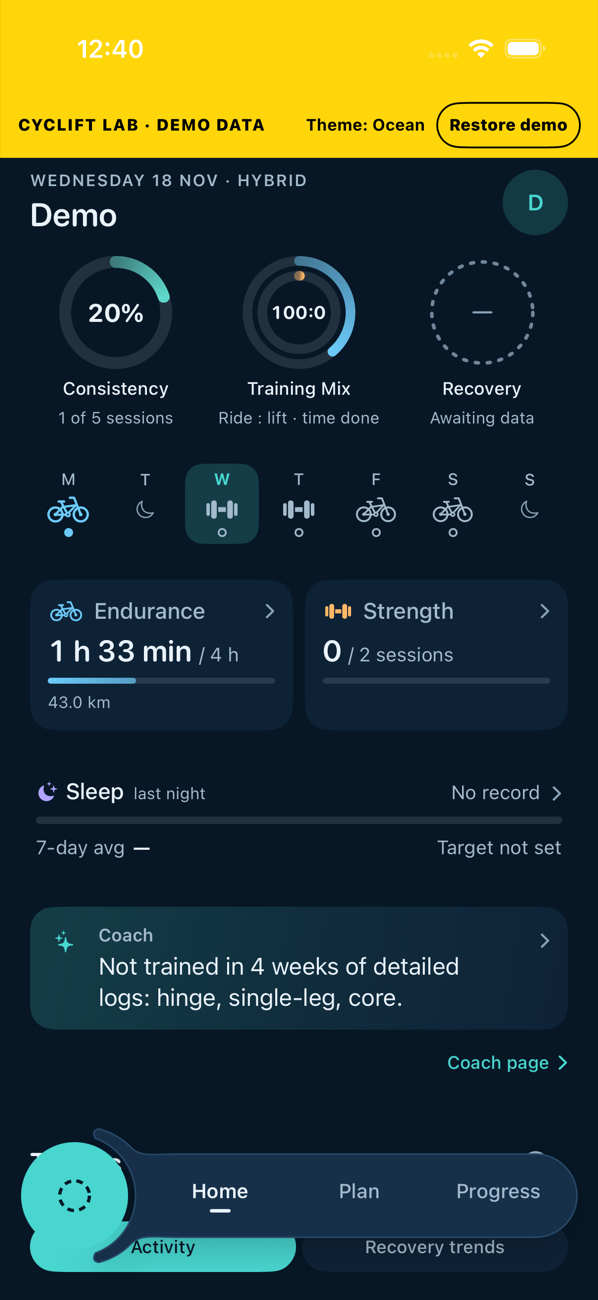 12:40
CYCLIFT LAB · DEMO DATA
Theme: Ocean
Restore demo
WEDNESDAY 18 NOV · HYBRID
Demo
D
20%
100:0
—
Consistency
Training Mix
Recovery
1 of 5 sessions
Ride : lift · time done
Awaiting data
M T W T F S S
Endurance
1 h 33 min / 4 h
43.0 km
Strength
0 / 2 sessions
Sleep last night
No record
7-day avg —
Target not set
Coach
Not trained in 4 weeks of detailed
logs: hinge, single-leg, core.
Coach page
Home
Plan
Progress
Activity
Recovery trends